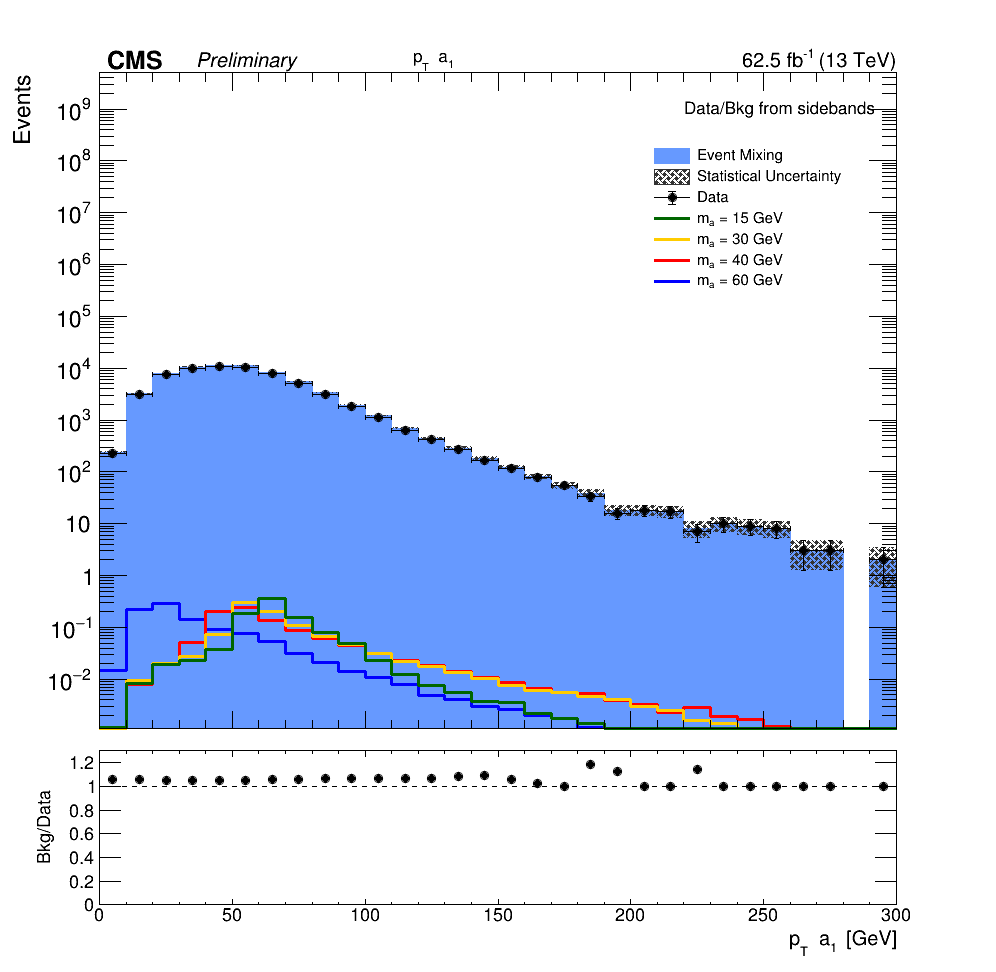 CMS Preliminary p_T a_1 62.5 fb^-1 (13 TeV)
Events
Data/Bkg from sidebands
Event Mixing
Statistical Uncertainty
Data
m_a = 15 GeV
m_a = 30 GeV
m_a = 40 GeV
m_a = 60 GeV
10^9
10^8
10^7
10^6
10^5
10^4
10^3
10^2
10
1
10^-1
10^-2
Bkg/Data
1.2
1
0.8
0.6
0.4
0.2
0
0 50 100 150 200 250 300
p_T a_1 [GeV]